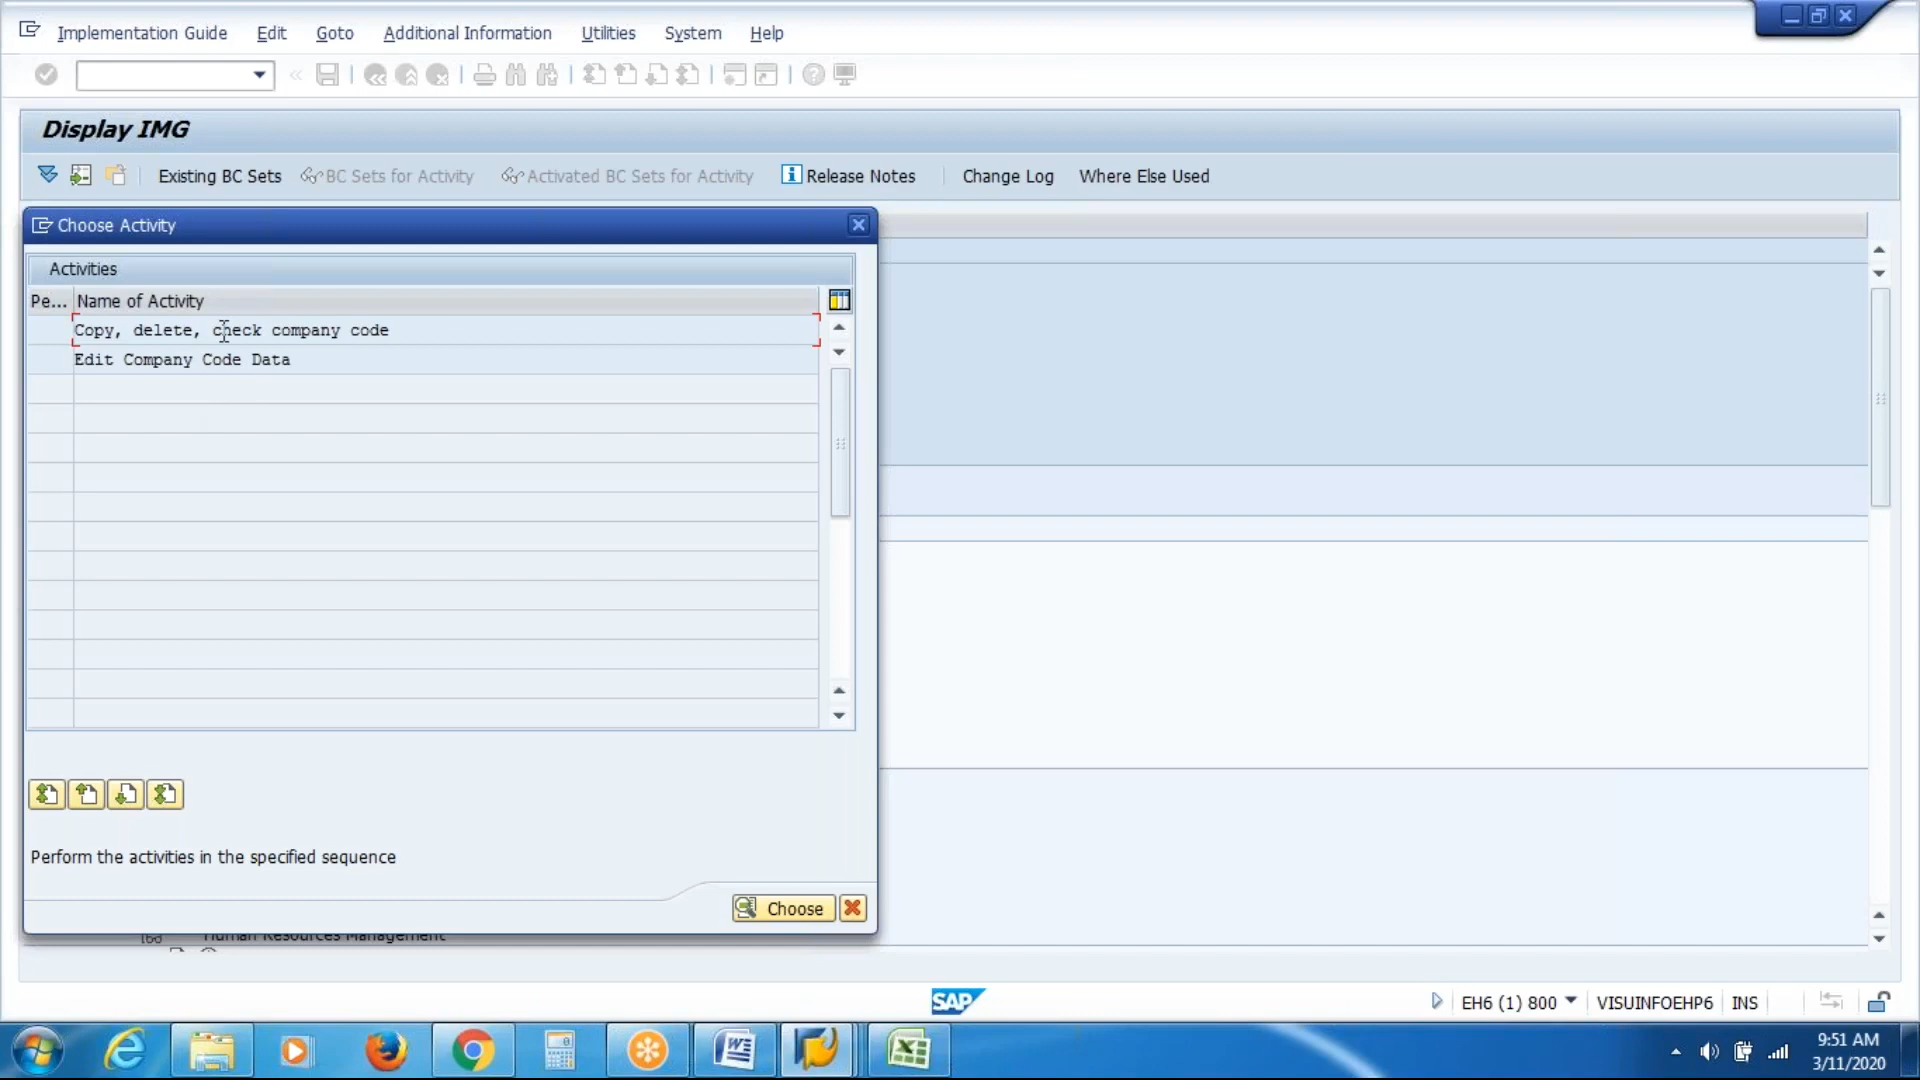 Implementation Guide Edit Goto Additional Information Utilities System Help
Display IMG
Existing BC Sets BC Sets for Activity Activated BC Sets for Activity Release Notes Change Log Where Else Used
Choose Activity
Activities
Pe... Name of Activity
Copy, delete, check company code
Edit Company Code Data
Perform the activities in the specified sequence
Choose
Human Resources Management
SAP
EH6 (1) 800 VISUINFOEHP6 INS
9:51 AM
3/11/2020